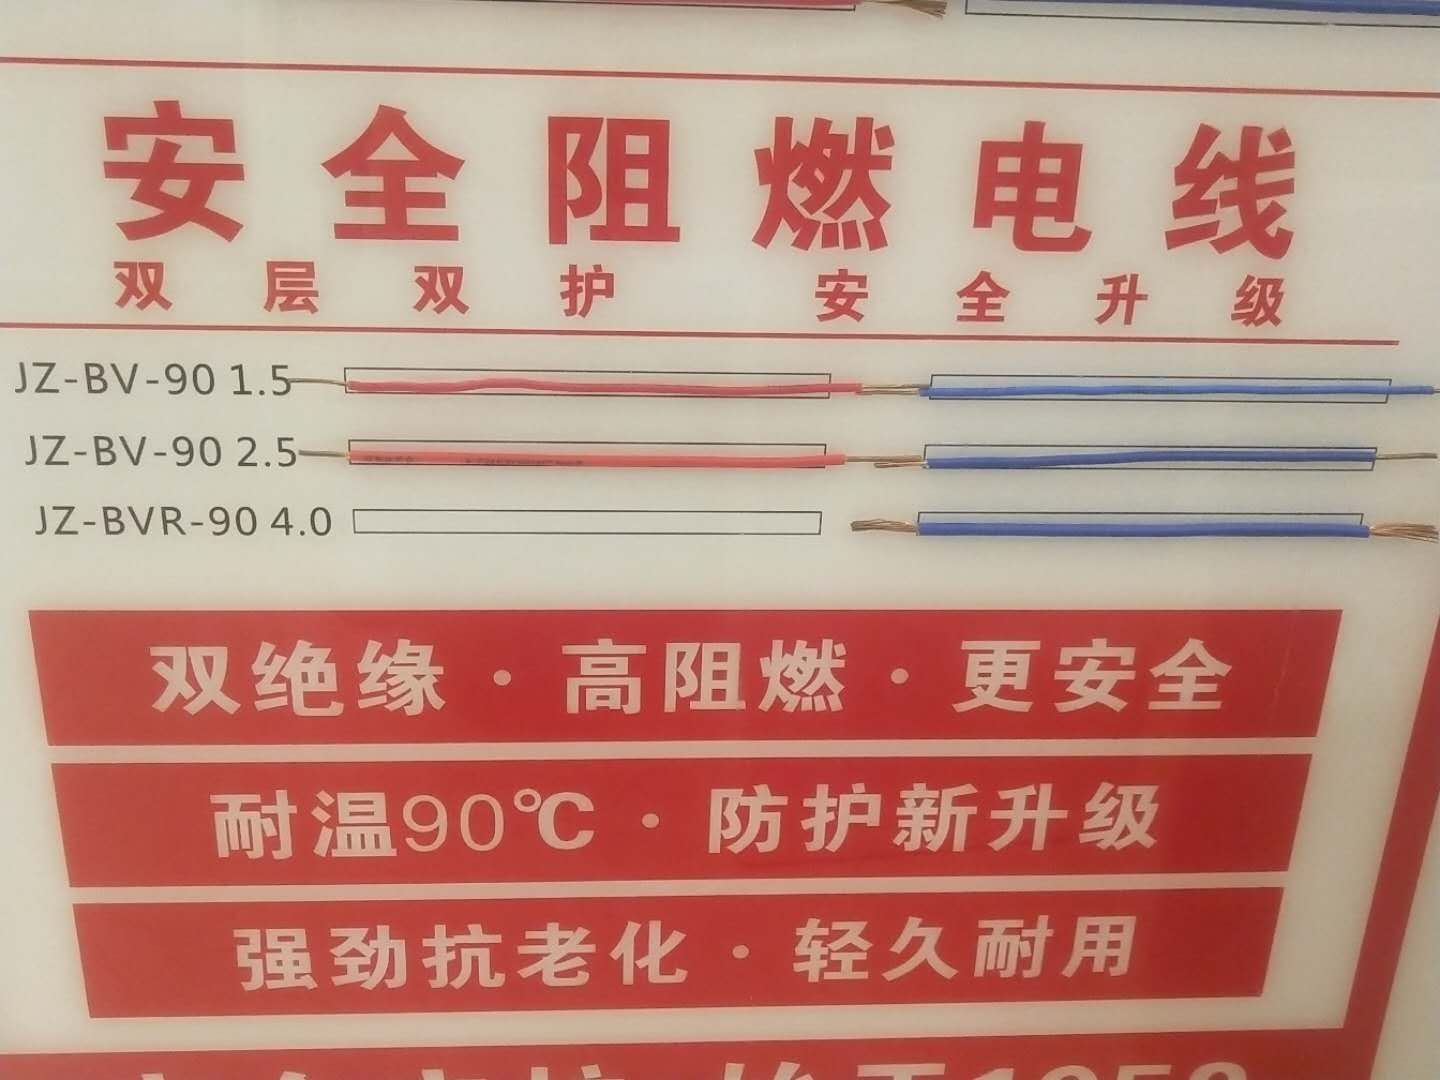 安全阻燃电线
双层双护 安全升级
JZ-BV-90 1.5
JZ-BV-90 2.5
JZ-BVR-90 4.0
双绝缘·高阻燃·更安全
耐温90℃·防护新升级
强劲抗老化·轻久耐用